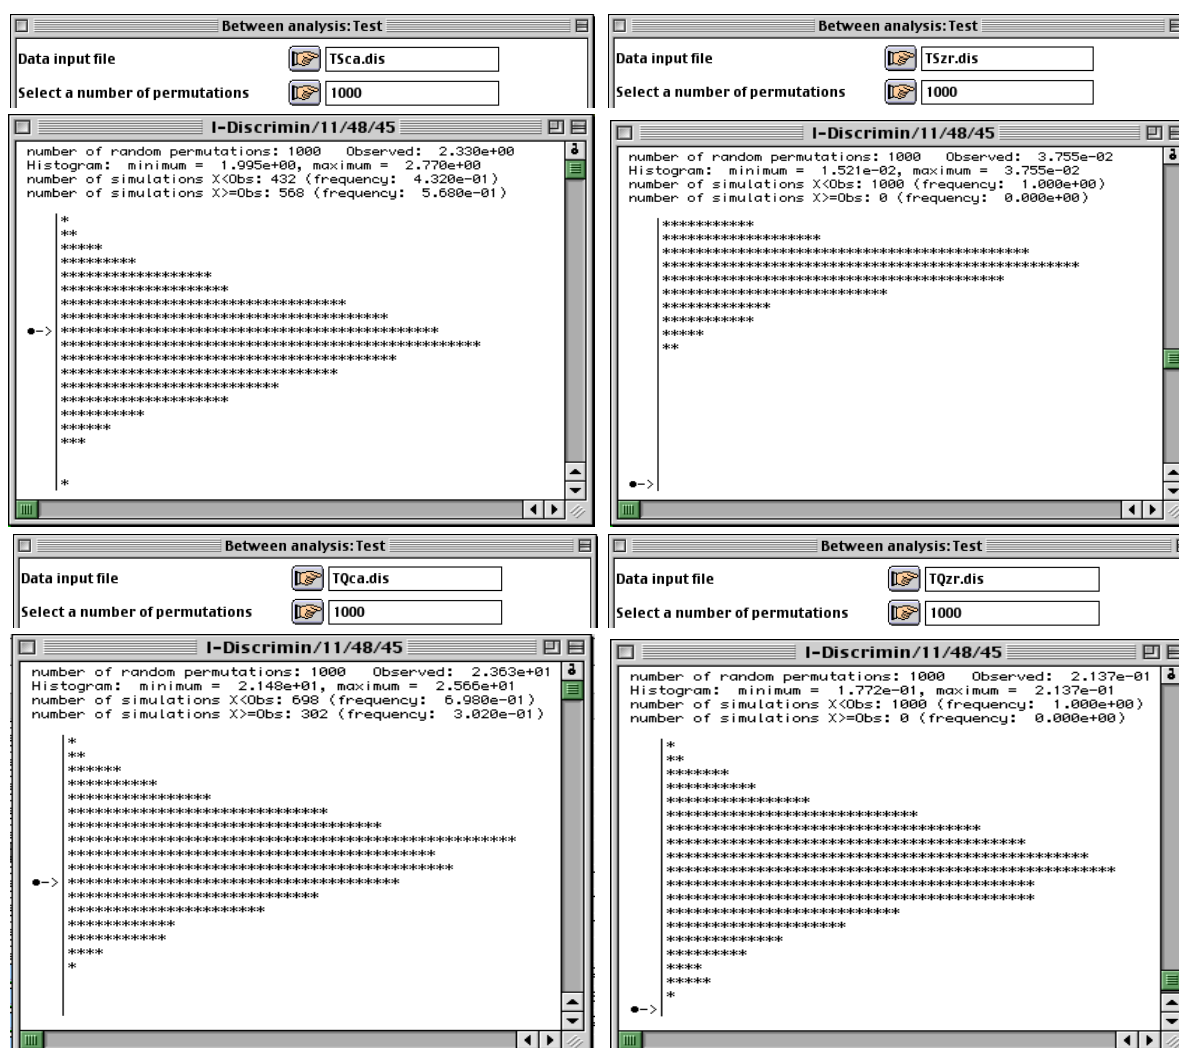 Between analysis: Test
Data input file TSca.dis
Select a number of permutations 1000
I-Discrimin/11/48/45
number of random permutations: 1000 Observed: 2.330e+00
Histogram: minimum = 1.995e+00, maximum = 2.770e+00
number of simulations X<Obs: 432 (frequency: 4.320e-01)
number of simulations X>=Obs: 568 (frequency: 5.680e-01)
Between analysis: Test
Data input file TSzr.dis
Select a number of permutations 1000
I-Discrimin/11/48/45
number of random permutations: 1000 Observed: 3.755e-02
Histogram: minimum = 1.521e-02, maximum = 3.755e-02
number of simulations X<Obs: 1000 (frequency: 1.000e+00)
number of simulations X>=Obs: 0 (frequency: 0.000e+00)
Between analysis: Test
Data input file TQca.dis
Select a number of permutations 1000
I-Discrimin/11/48/45
number of random permutations: 1000 Observed: 2.363e+01
Histogram: minimum = 2.148e+01, maximum = 2.566e+01
number of simulations X<Obs: 698 (frequency: 6.980e-01)
number of simulations X>=Obs: 302 (frequency: 3.020e-01)
Between analysis: Test
Data input file TQzr.dis
Select a number of permutations 1000
I-Discrimin/11/48/45
number of random permutations: 1000 Observed: 2.137e-01
Histogram: minimum = 1.772e-01, maximum = 2.137e-01
number of simulations X<Obs: 1000 (frequency: 1.000e+00)
number of simulations X>=Obs: 0 (frequency: 0.000e+00)